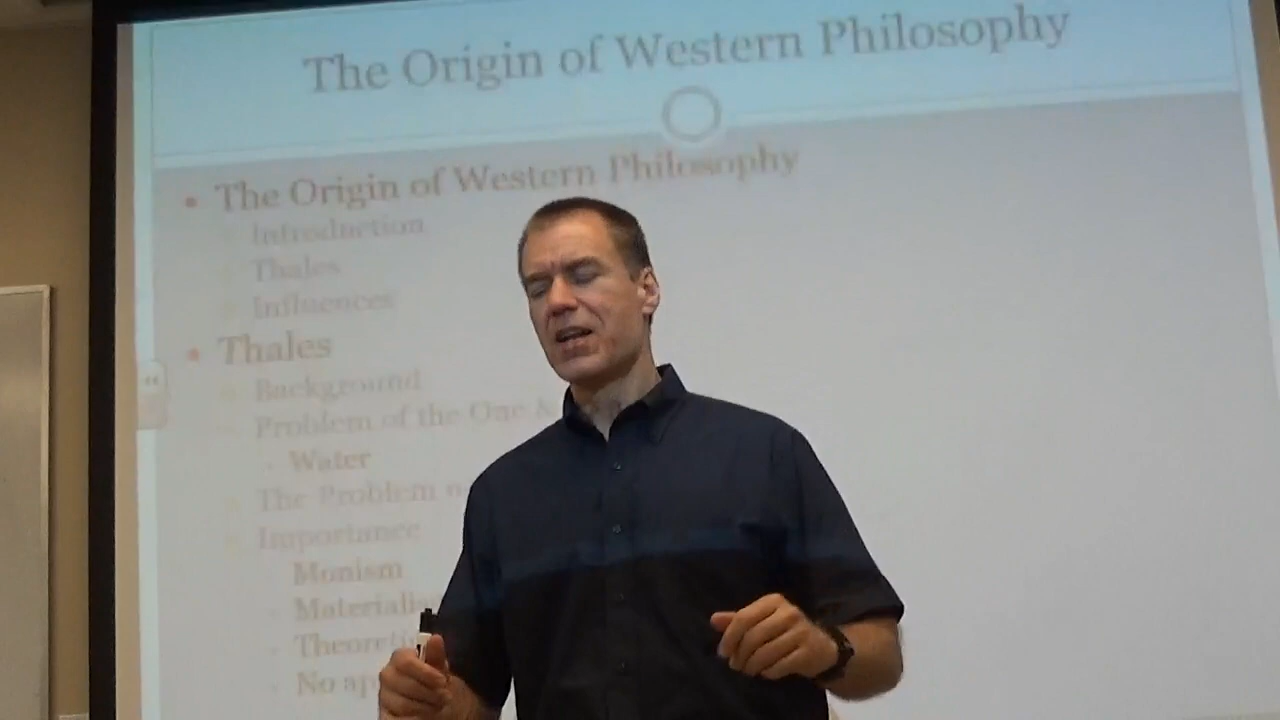 The Origin of Western Philosophy
• The Origin of Western Philosophy
Introduction
Thales
Influences
• Thales
Background
Problem of the One &
Water
The Problem
Importance
Monism
No